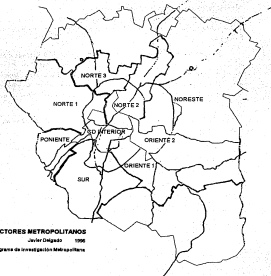 NORTE 3
NORTE 1
NORTE 2
NORESTE
PONIENTE
CD INTERIOR
ORIENTE 2
ORIENTE 1
SUR
CTORES METROPOLITANOS
Javier Delgado 1996
grama de Investigación Metropolitana